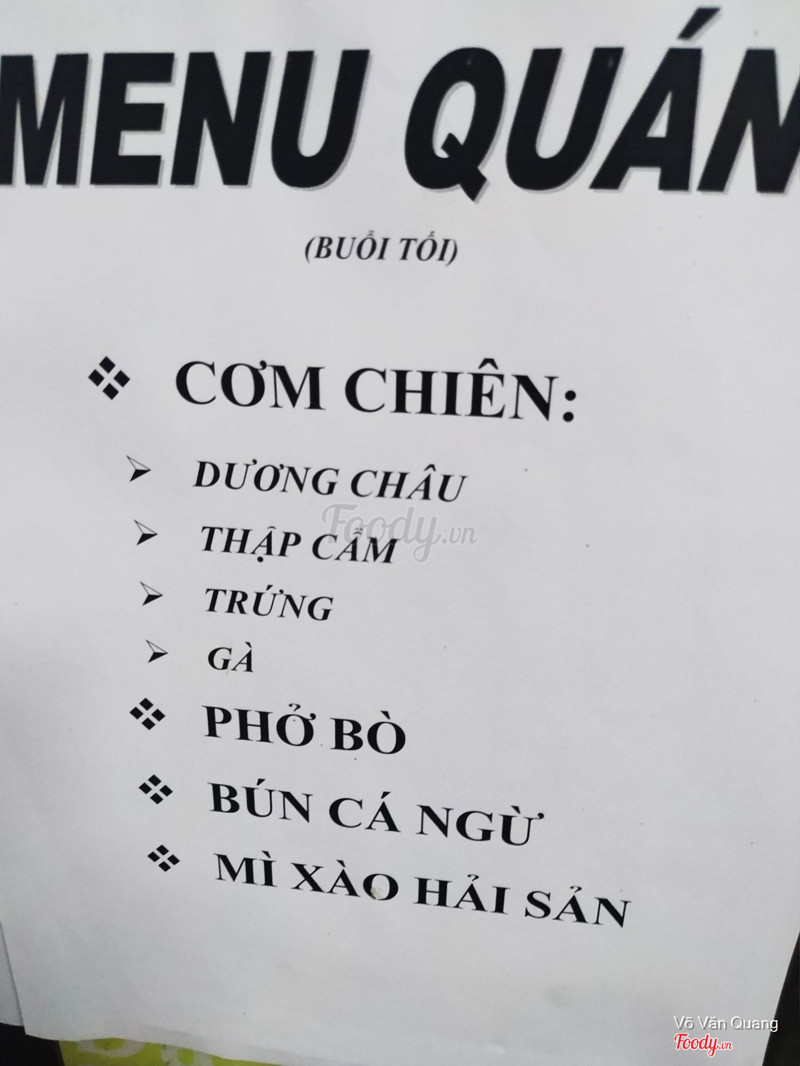 MENU QUÁN
(BUỔI TỐI)
CƠM CHIÊN:
DƯƠNG CHÂU
THẬP CẨM
TRỨNG
GÀ
PHỞ BÒ
BÚN CÁ NGỪ
MÌ XÀO HẢI SẢN
Foody.vn
Võ Văn Quang
Foody.vn